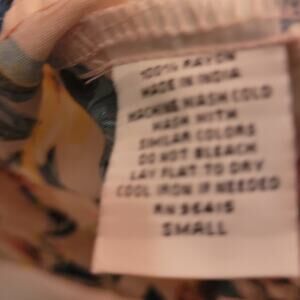 100% RAYON
MADE IN INDIA
MACHINE WASH COLD
WASH WITH
SIMILAR COLORS
DO NOT BLEACH
LAY FLAT TO DRY
COOL IRON IF NEEDED
RN 96415
SMALL